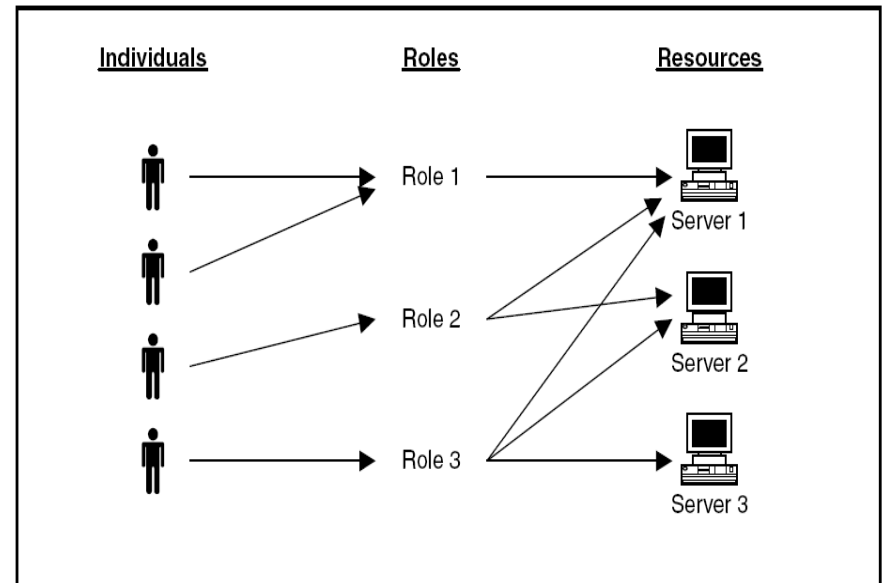 Individuals
Roles
Resources
Role 1
Server 1
Role 2
Server 2
Role 3
Server 3